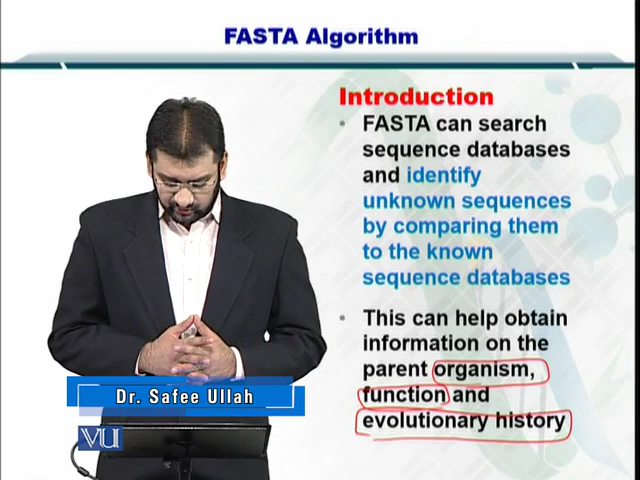 FASTA Algorithm
Introduction
• FASTA can search
sequence databases
and identify
unknown sequences
by comparing them
to the known
sequence databases
• This can help obtain
information on the
parent organism,
function and
evolutionary history
Dr. Safee Ullah
VU